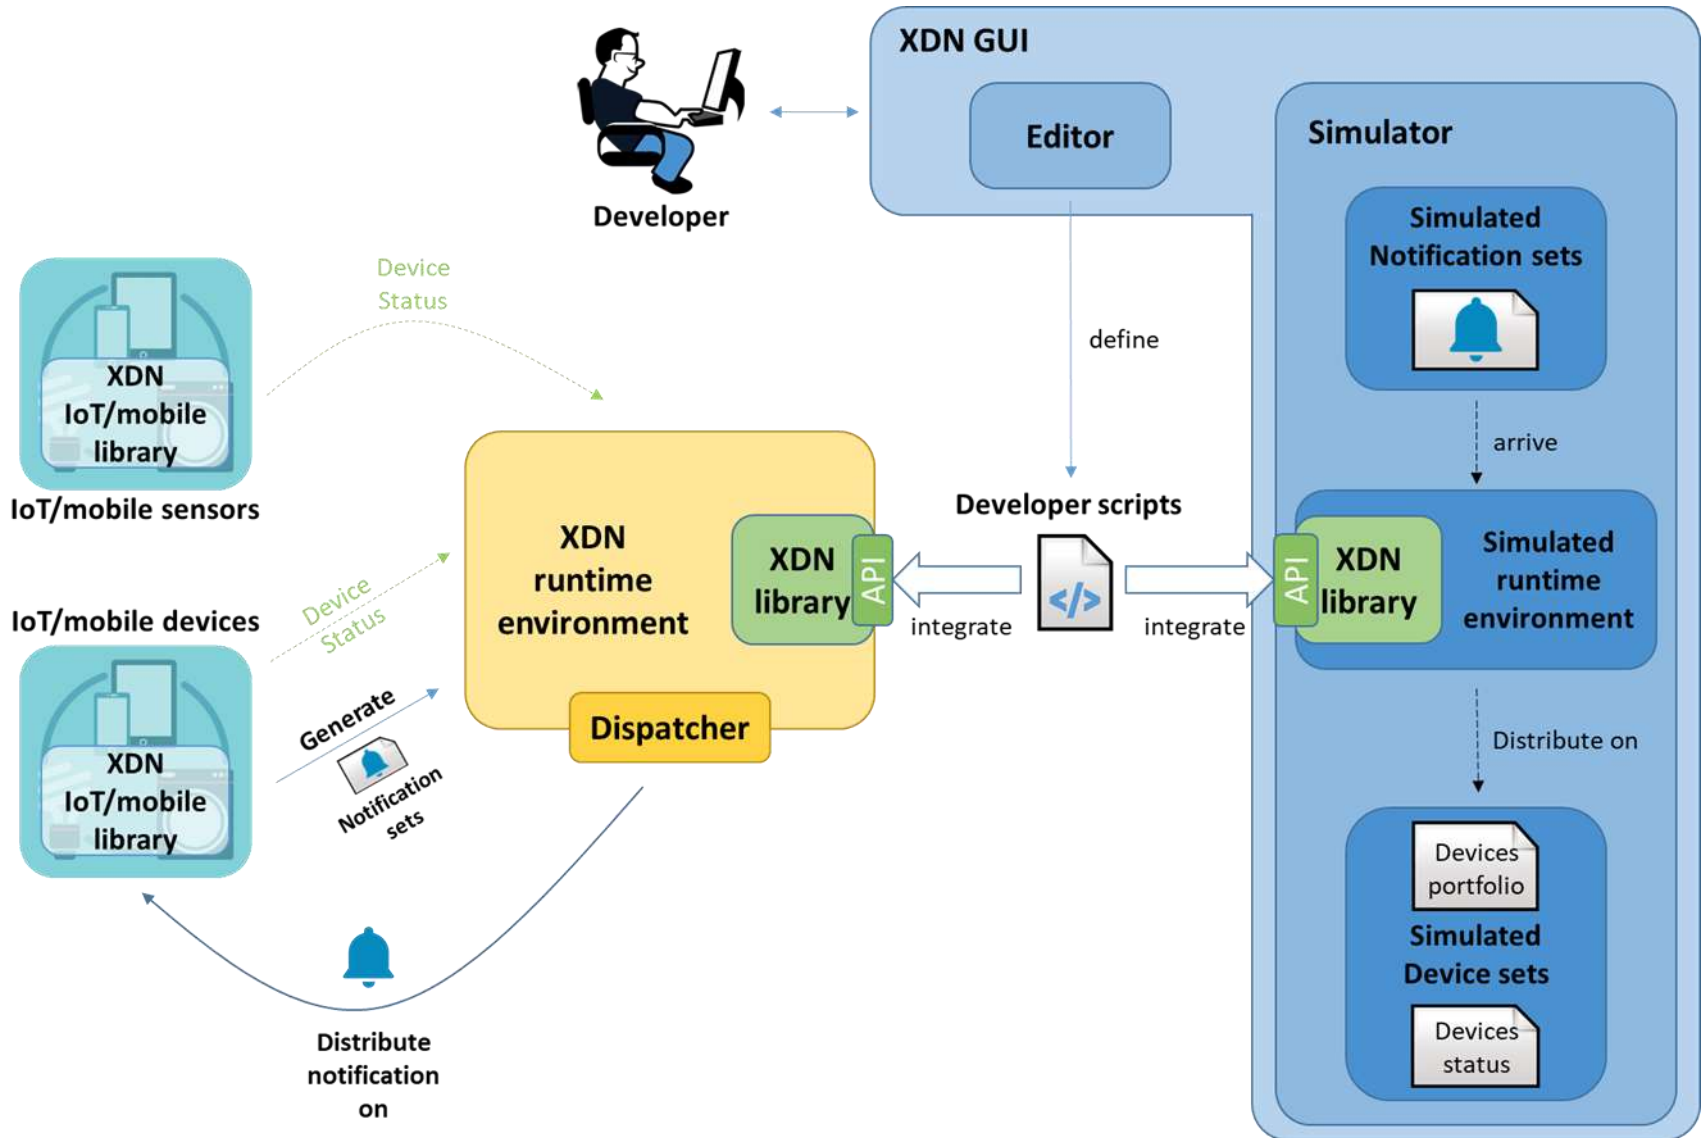 XDN GUI
Editor
Simulator
Developer
Simulated
Notification sets
Device
Status
define
arrive
XDN
IoT/mobile
library
IoT/mobile sensors
XDN
runtime
environment
XDN
library
API
Developer scripts
</>
integrate
integrate
API
XDN
library
Simulated
runtime
environment
Device
Status
IoT/mobile devices
XDN
IoT/mobile
library
Generate
Notification
sets
Dispatcher
Distribute on
Devices
portfolio
Simulated
Device sets
Devices
status
Distribute
notification
on